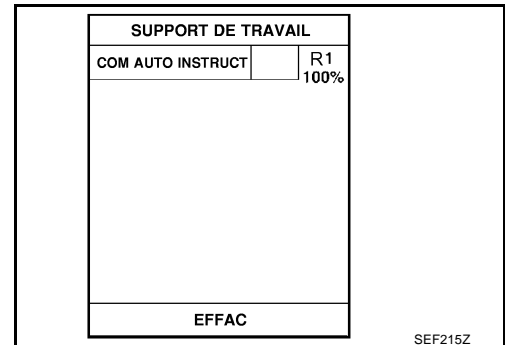 SUPPORT DE TRAVAIL
COM AUTO INSTRUCT R1
100%
EFFAC
SEF215Z